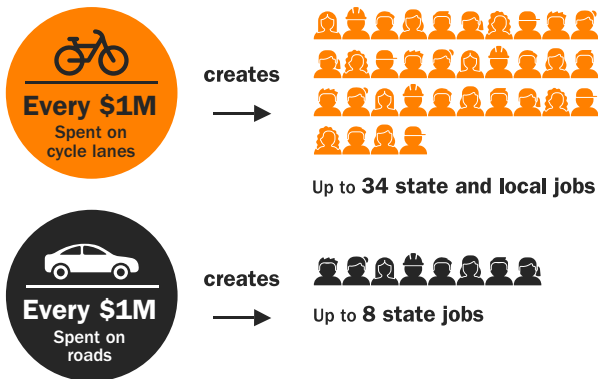 Every $1M
Spent on
cycle lanes
creates
Up to 34 state and local jobs
Every $1M
Spent on
roads
creates
Up to 8 state jobs